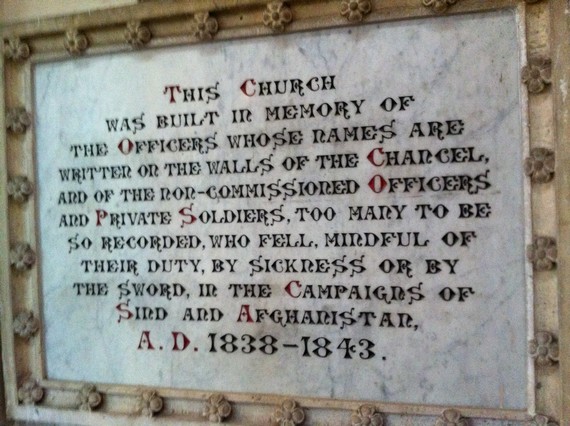 This Church
was built in memory of
the Officers whose names are
written on the walls of the Chancel,
and of the non-commissioned Officers
and Private Soldiers, too many to be
so recorded, who fell, mindful of
their duty, by sickness or by
the sword, in the Campaigns of
Sind and Afghanistan,
A.D. 1838-1843.